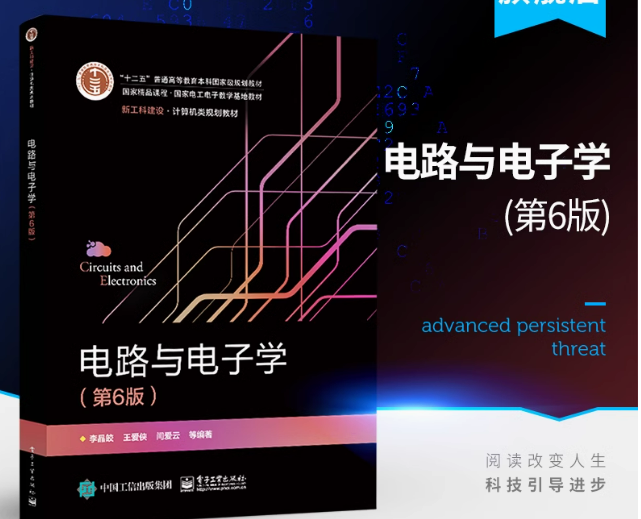 "十二五"普通高等教育本科国家级规划教材
国家精品课程·国家电工电子教学基地教材
新工科建设·计算机类规划教材
电路与电子学(第6版)
Circuits and
Electronics
电路与电子学
(第6版)
李晶皎 王爱侠 闫爱云 等编著
中国工信出版集团 电子工业出版社
旗舰店
电路与电子学
(第6版)
advanced persistent
threat
阅读改变人生
科技引导进步